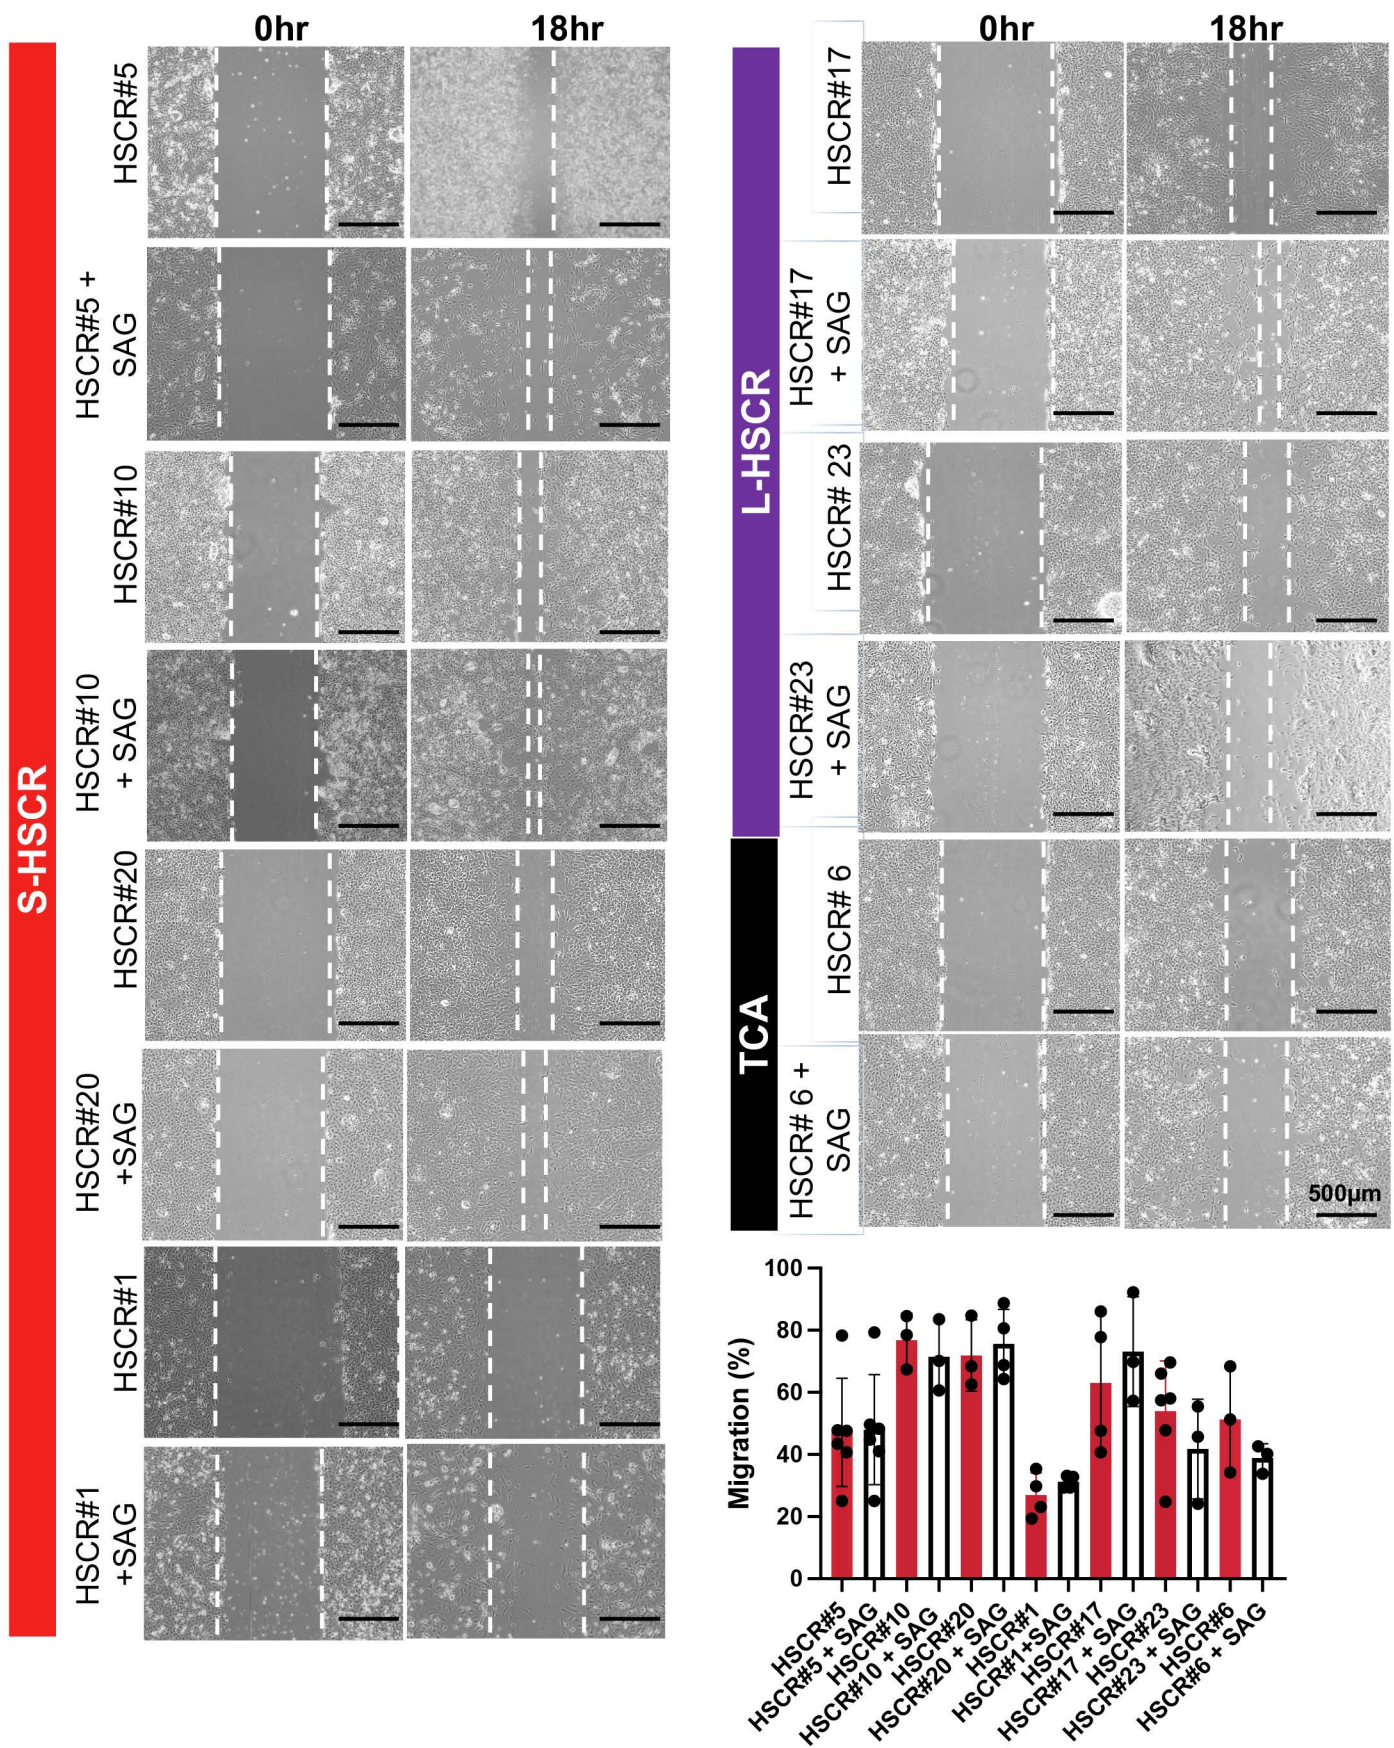 0hr
18hr
S-HSCR
HSCR#5
HSCR#5 +
SAG
HSCR#10
HSCR#10
+ SAG
HSCR#20
HSCR#20
+SAG
HSCR#1
HSCR#1
+SAG
0hr
18hr
L-HSCR
HSCR#17
HSCR#17
+ SAG
HSCR# 23
HSCR#23
+ SAG
TCA
HSCR# 6
HSCR# 6 +
SAG
500µm
Migration (%)
100
80
60
40
20
0
HSCR#5
HSCR#5 + SAG
HSCR#10
HSCR#10 + SAG
HSCR#20
HSCR#20 + SAG
HSCR#1
HSCR#1+SAG
HSCR#17
HSCR#17 + SAG
HSCR#23
HSCR#23 + SAG
HSCR#6
HSCR#6 + SAG